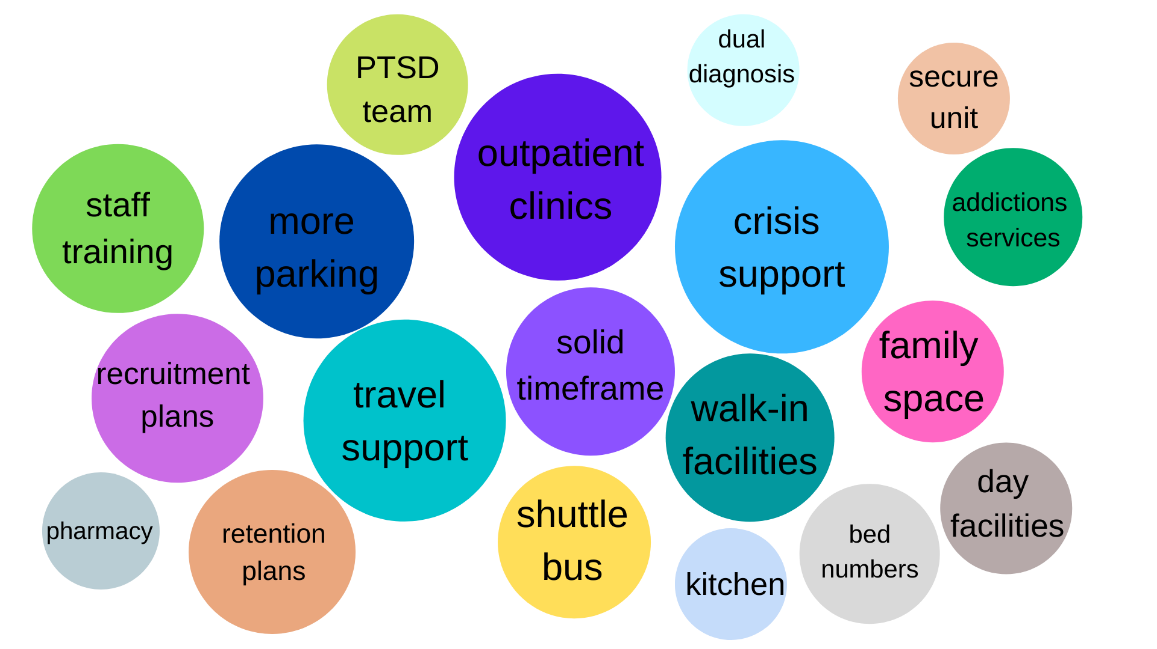 PTSD
team
dual
diagnosis
secure
unit
outpatient
clinics
staff
training
more
parking
crisis
support
addictions
services
solid
timeframe
family
space
recruitment
plans
travel
support
walk-in
facilities
day
facilities
pharmacy
retention
plans
shuttle
bus
kitchen
bed
numbers